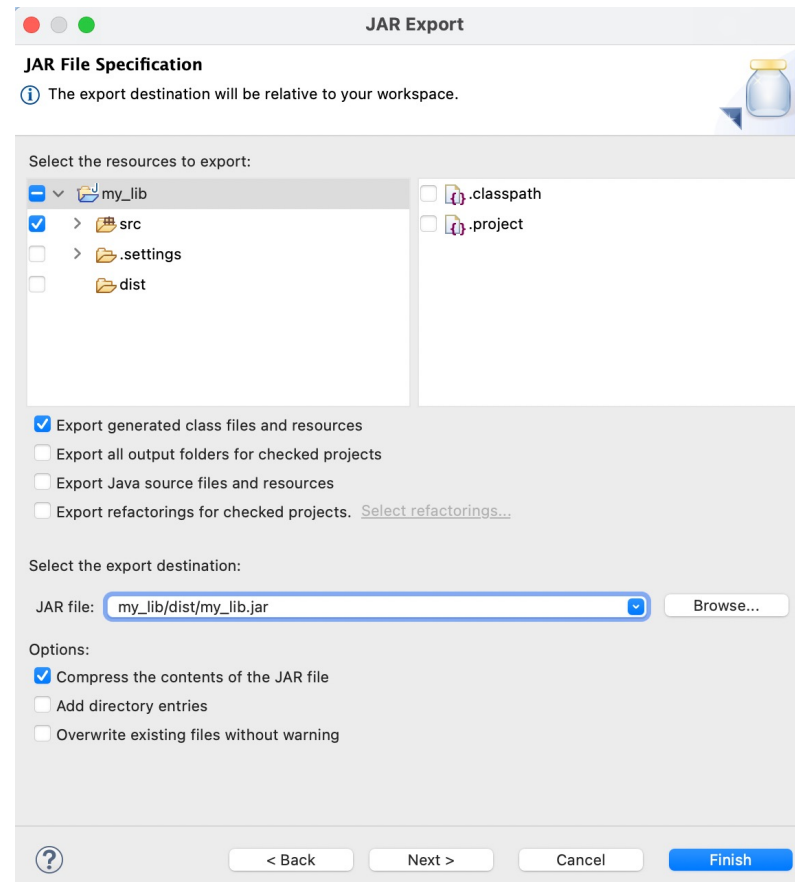 JAR Export
JAR File Specification
The export destination will be relative to your workspace.
Select the resources to export:
my_lib
src
.settings
dist
.classpath
.project
Export generated class files and resources
Export all output folders for checked projects
Export Java source files and resources
Export refactorings for checked projects. Select refactorings...
Select the export destination:
JAR file: my_lib/dist/my_lib.jar Browse...
Options:
Compress the contents of the JAR file
Add directory entries
Overwrite existing files without warning
? < Back Next > Cancel Finish